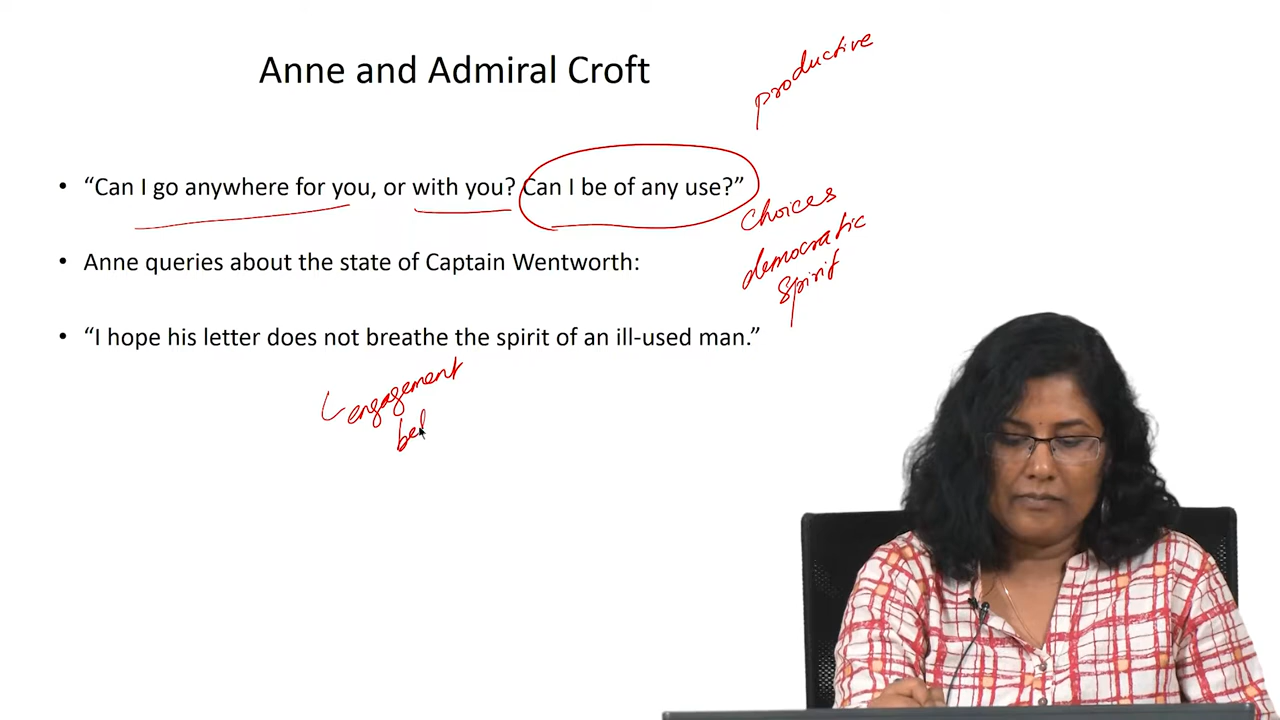 Anne and Admiral Croft
productive
• “Can I go anywhere for you, or with you? Can I be of any use?”
choices
democratic
spirit
• Anne queries about the state of Captain Wentworth:
• “I hope his letter does not breathe the spirit of an ill-used man.”
engagement
bet